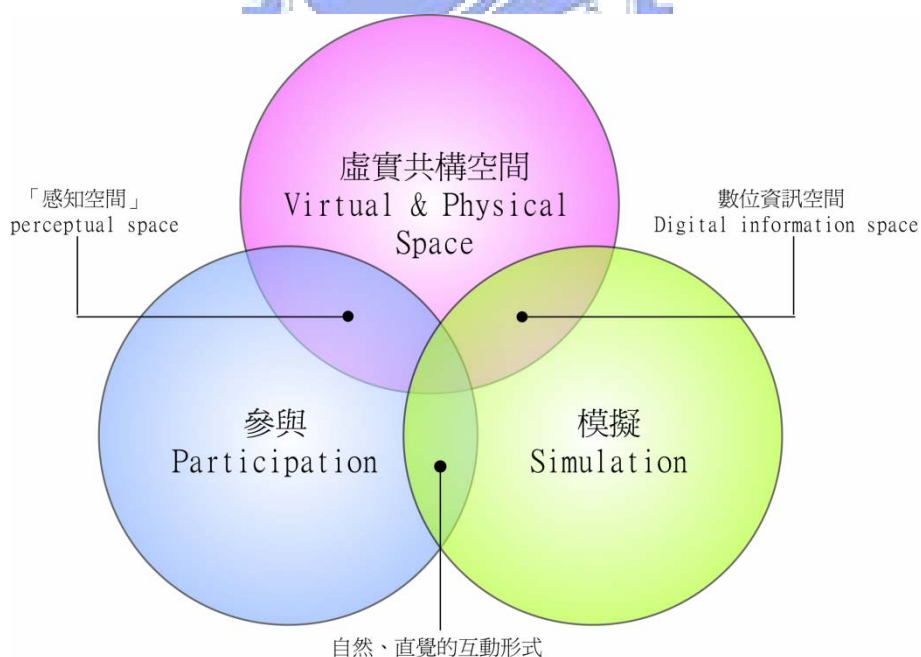 虛實共構空間
Virtual & Physical
Space
「感知空間」
perceptual space
數位資訊空間
Digital information space
參與
Participation
模擬
Simulation
自然、直覺的互動形式